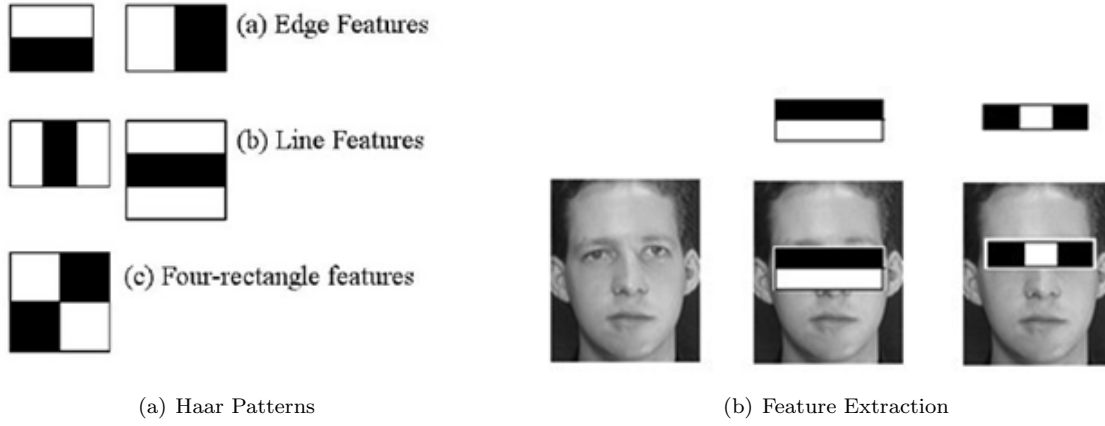 (a) Edge Features
(b) Line Features
(c) Four-rectangle features
(a) Haar Patterns
(b) Feature Extraction